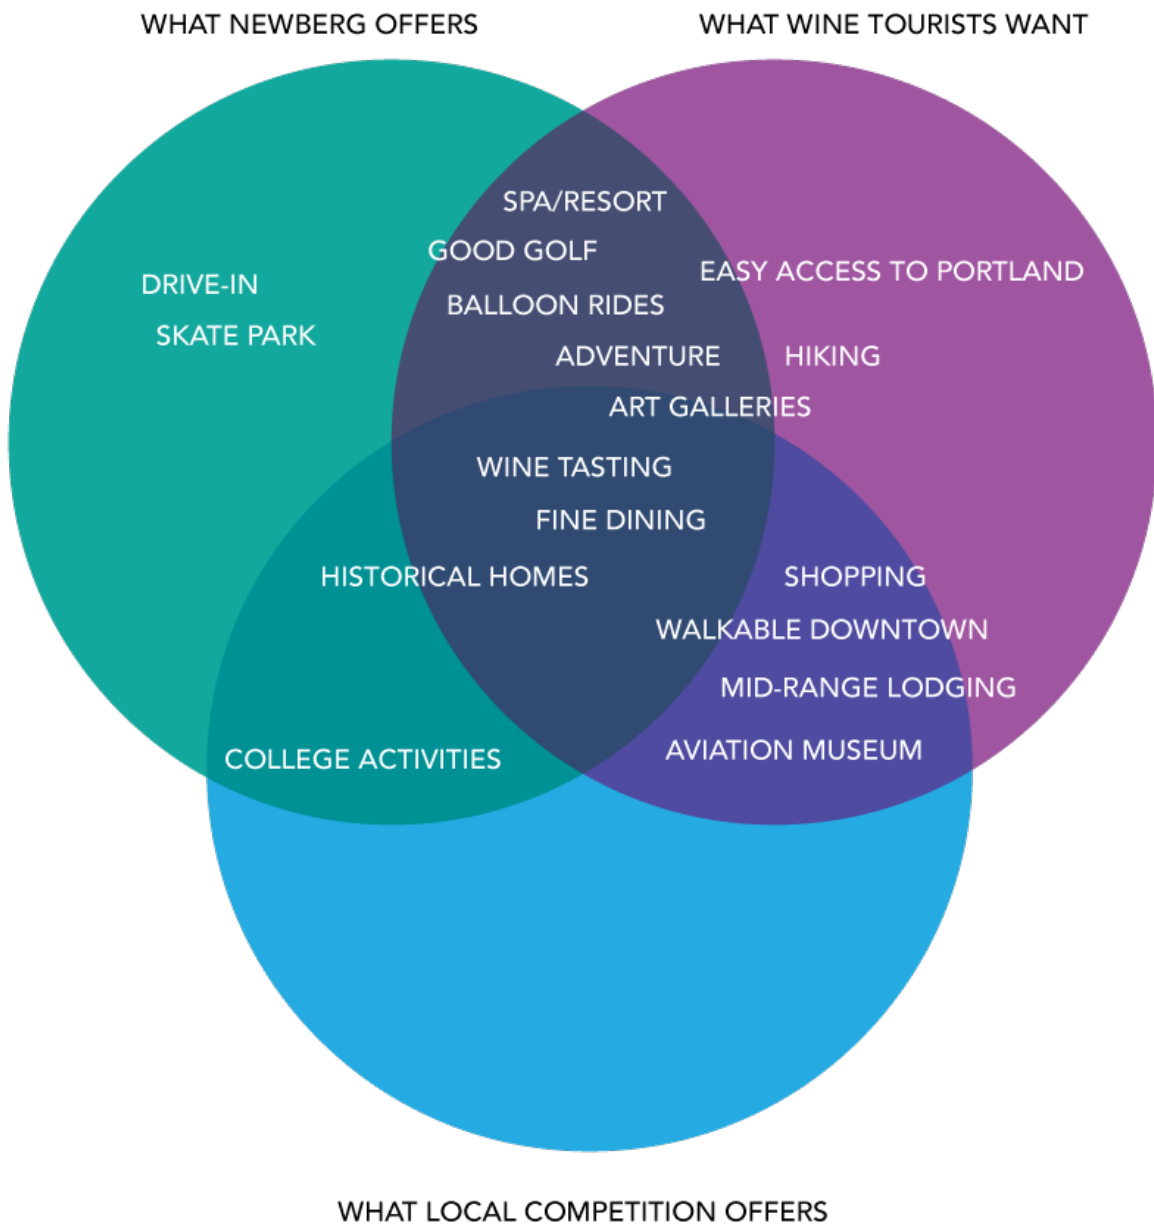 WHAT NEWBERG OFFERS
WHAT WINE TOURISTS WANT
SPA/RESORT
GOOD GOLF
EASY ACCESS TO PORTLAND
DRIVE-IN
BALLOON RIDES
SKATE PARK
ADVENTURE
HIKING
ART GALLERIES
WINE TASTING
FINE DINING
HISTORICAL HOMES
SHOPPING
WALKABLE DOWNTOWN
MID-RANGE LODGING
AVIATION MUSEUM
COLLEGE ACTIVITIES
WHAT LOCAL COMPETITION OFFERS